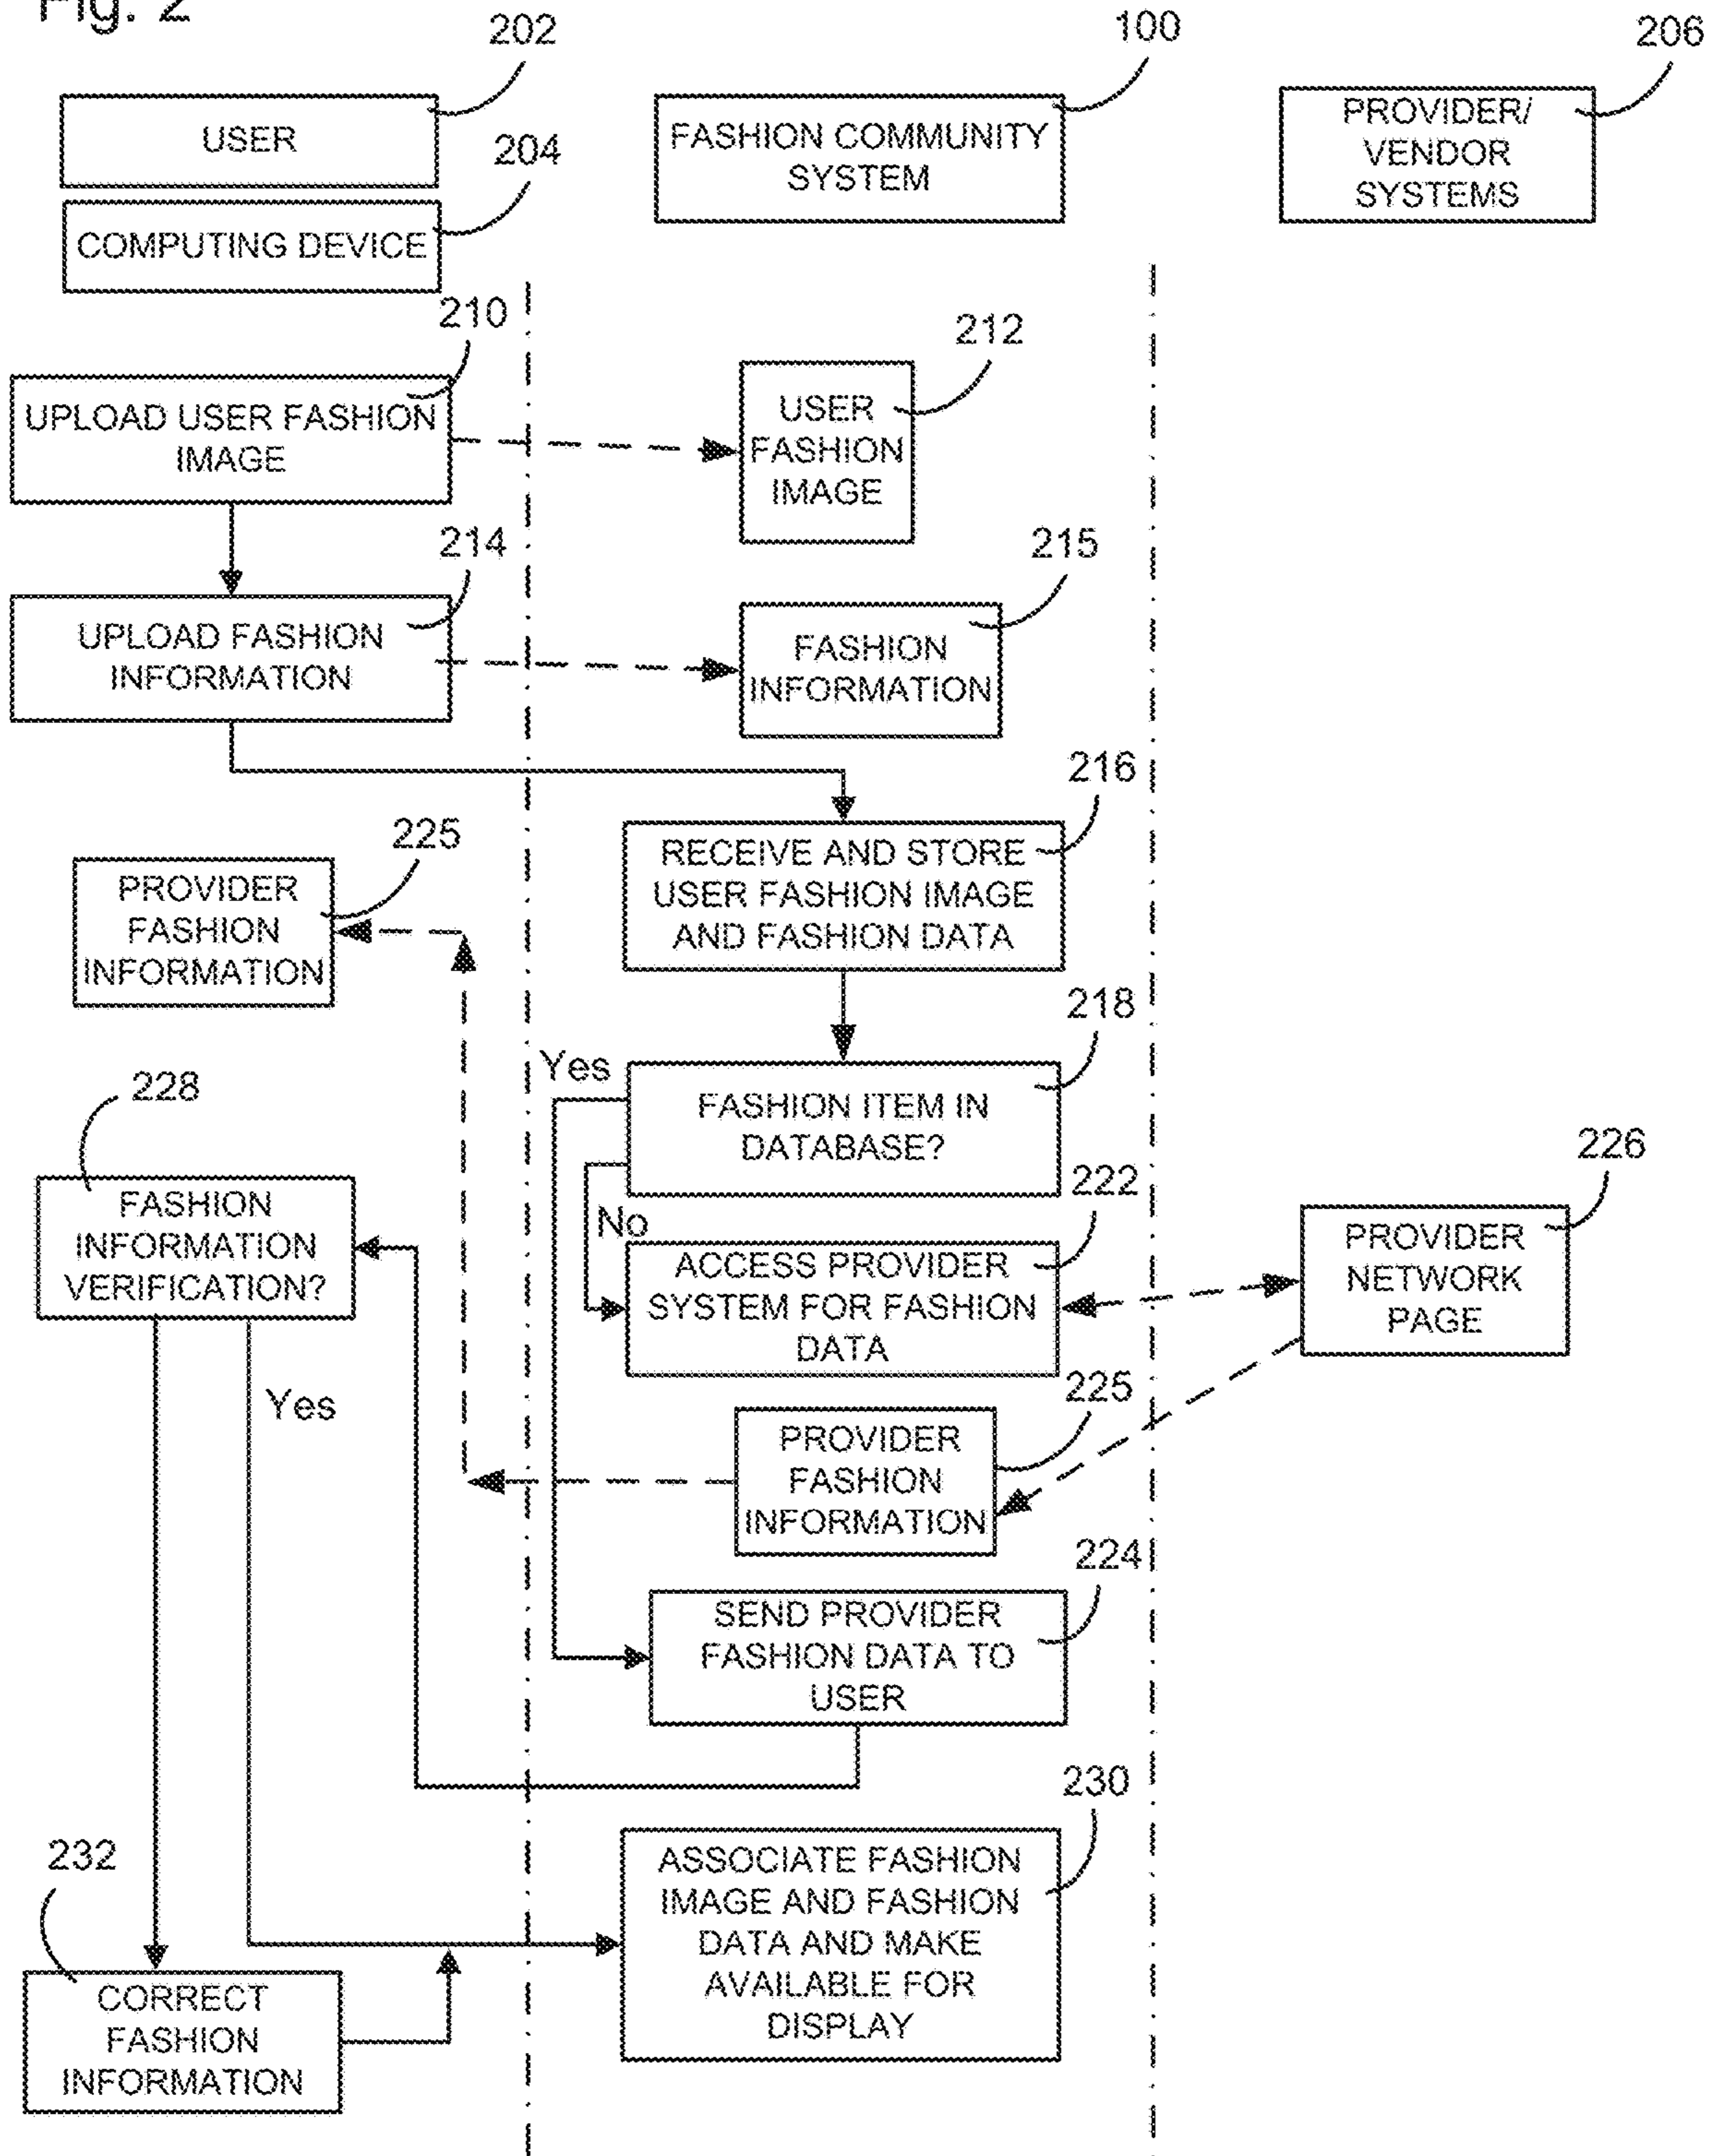 Fig. 2
202
100
206
USER
FASHION COMMUNITY
SYSTEM
PROVIDER/
VENDOR
SYSTEMS
204
COMPUTING DEVICE
210
212
UPLOAD USER FASHION
IMAGE
USER
FASHION
IMAGE
214
215
UPLOAD FASHION
INFORMATION
FASHION
INFORMATION
216
RECEIVE AND STORE
USER FASHION IMAGE
AND FASHION DATA
225
PROVIDER
FASHION
INFORMATION
218
Yes
FASHION ITEM IN
DATABASE?
228
FASHION
INFORMATION
VERIFICATION?
222
226
No
ACCESS PROVIDER
SYSTEM FOR FASHION
DATA
PROVIDER
NETWORK
PAGE
Yes
225
PROVIDER
FASHION
INFORMATION
224
SEND PROVIDER
FASHION DATA TO
USER
230
ASSOCIATE FASHION
IMAGE AND FASHION
DATA AND MAKE
AVAILABLE FOR
DISPLAY
232
CORRECT
FASHION
INFORMATION